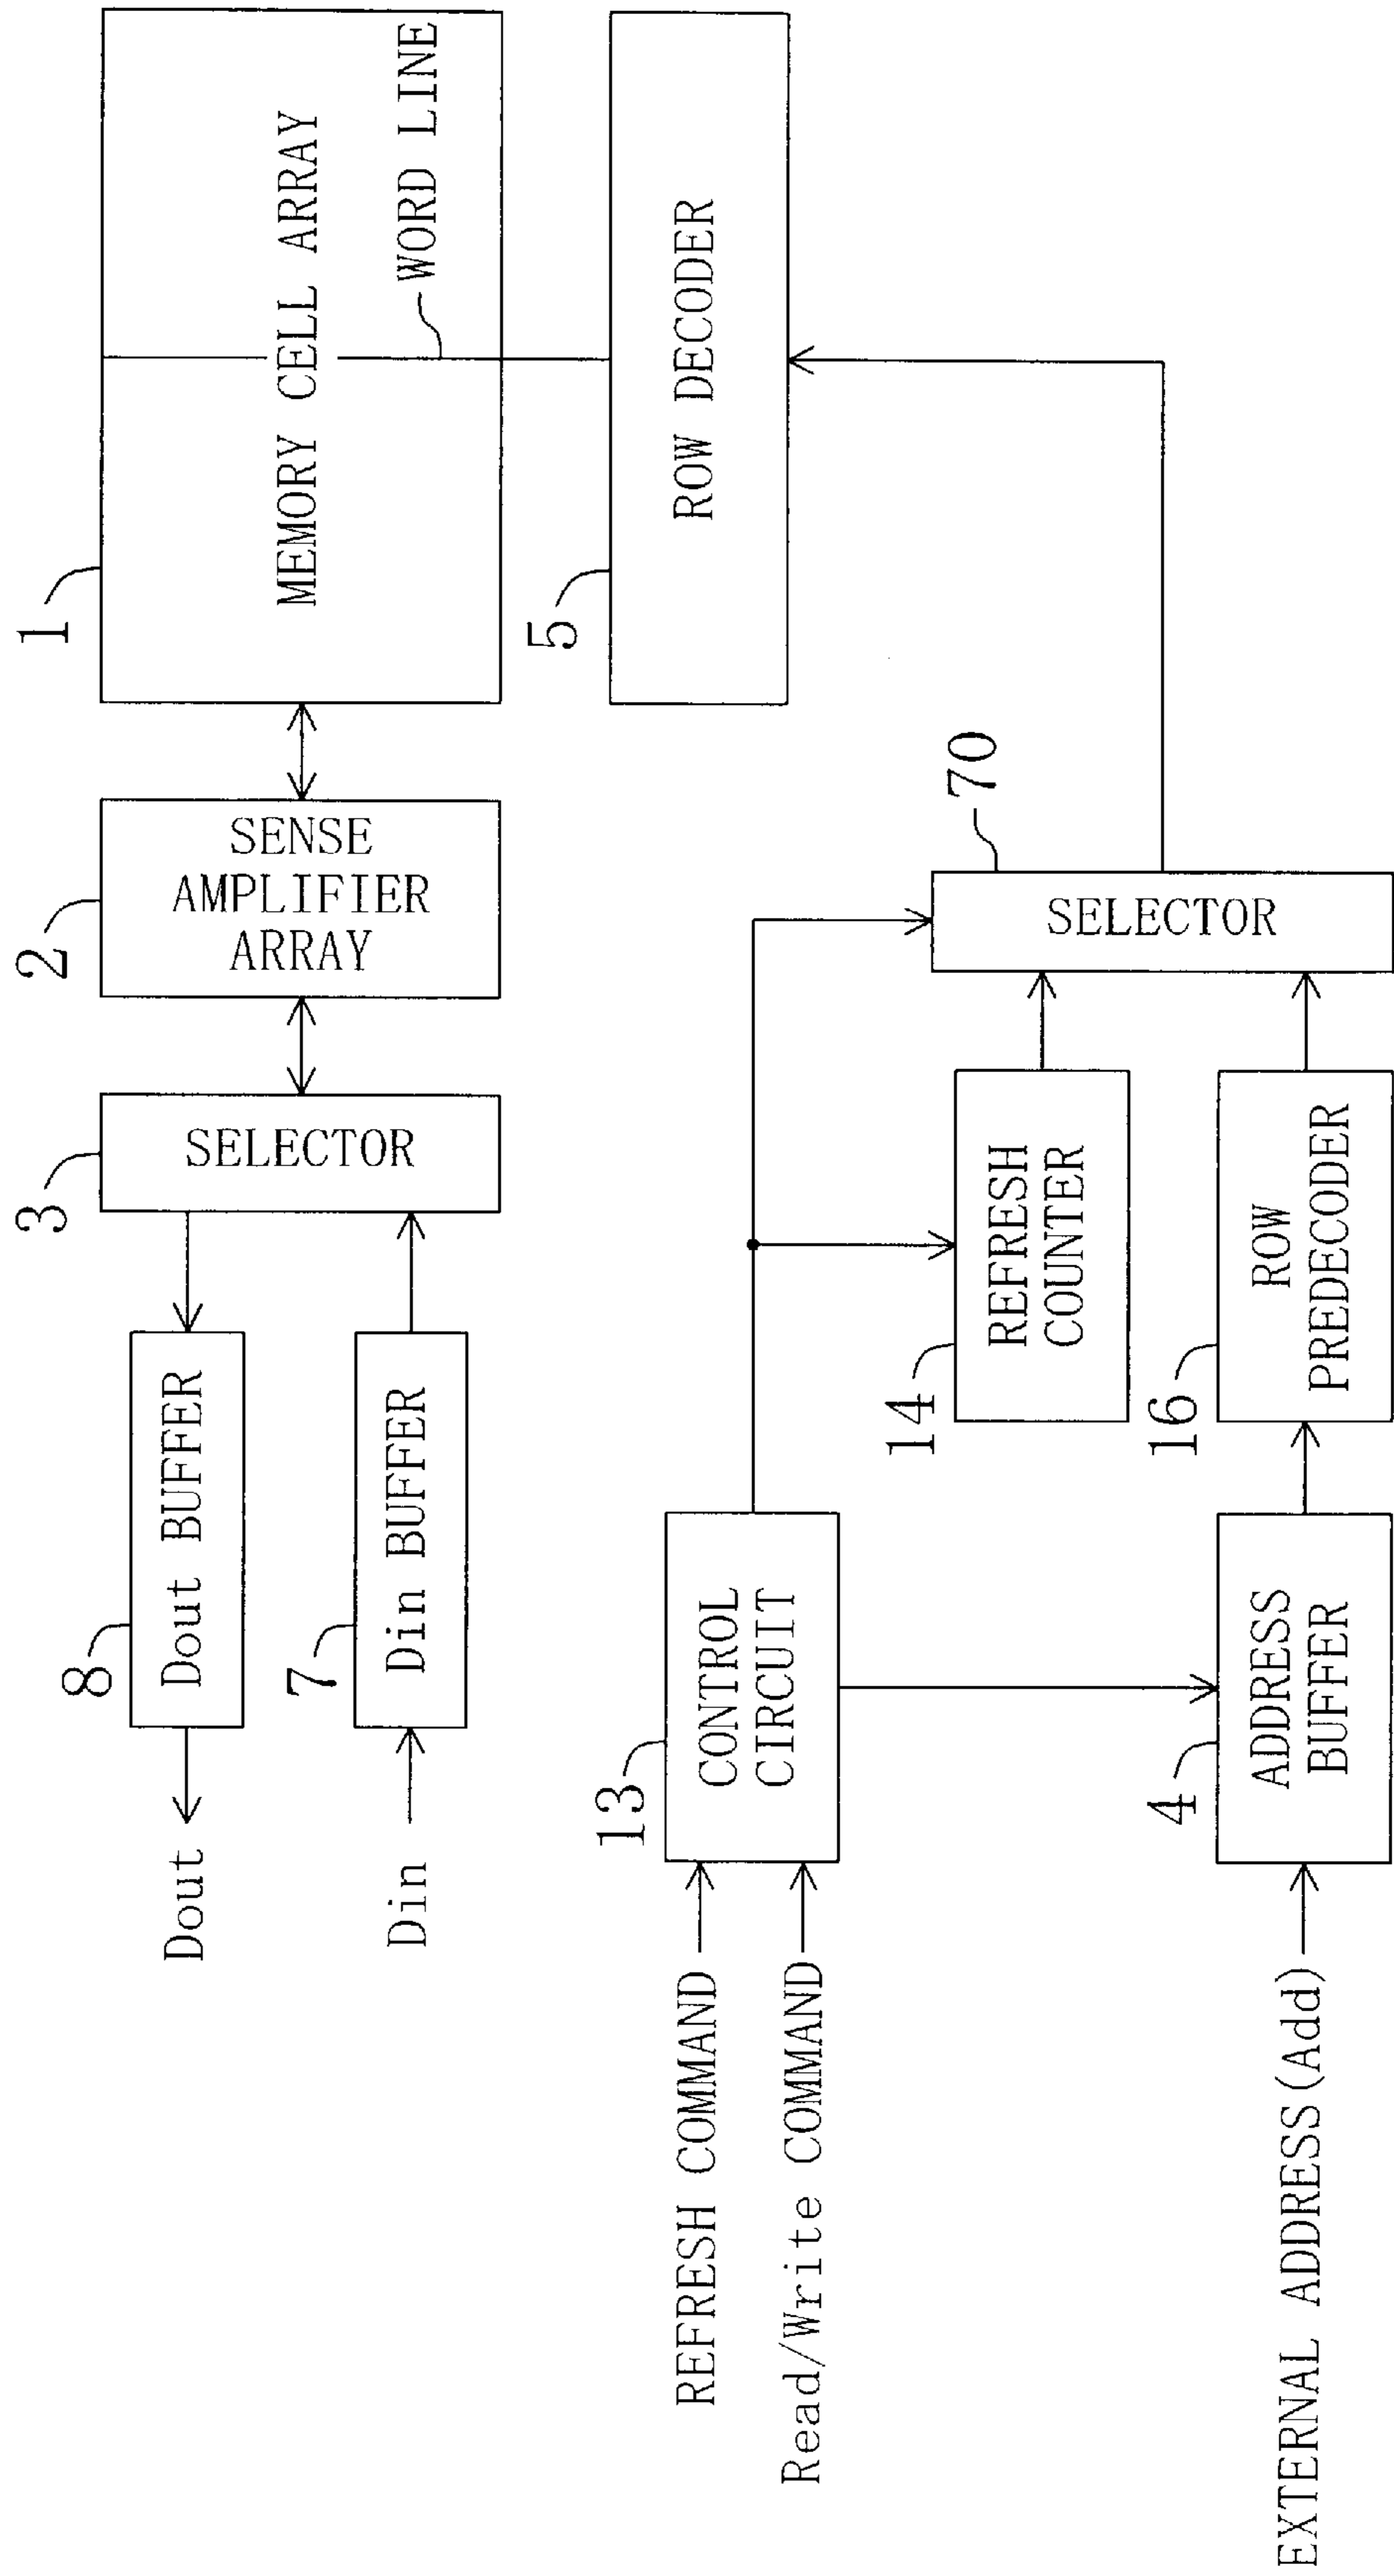 1
MEMORY CELL ARRAY
WORD LINE
2
SENSE
AMPLIFIER
ARRAY
3
SELECTOR
8
Dout BUFFER
Dout
7
Din BUFFER
Din
5
ROW DECODER
70
SELECTOR
14
REFRESH
COUNTER
16
ROW
PREDECODER
13
CONTROL
CIRCUIT
4
ADDRESS
BUFFER
REFRESH COMMAND
Read/Write COMMAND
EXTERNAL ADDRESS(Add)